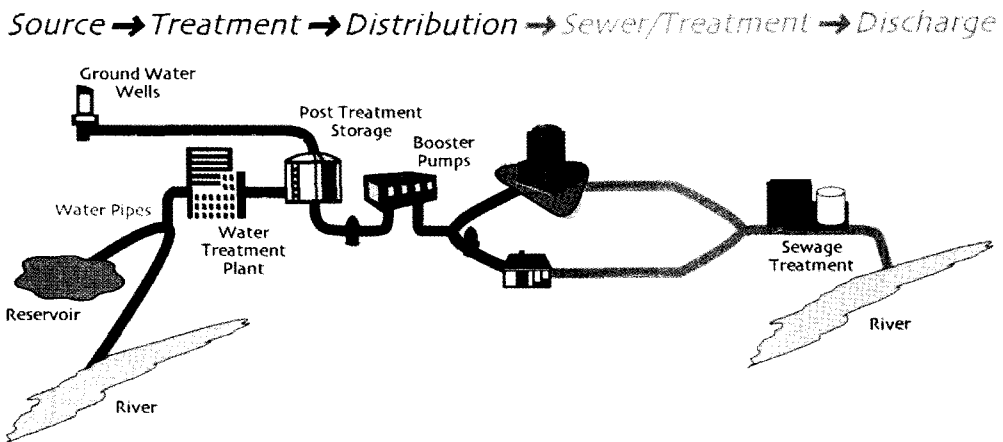 Source → Treatment → Distribution → Sewer/Treatment → Discharge
Ground Water
Wells
Post Treatment
Storage
Booster
Pumps
Water Pipes
Water
Treatment
Plant
Sewage
Treatment
Reservoir
River
River